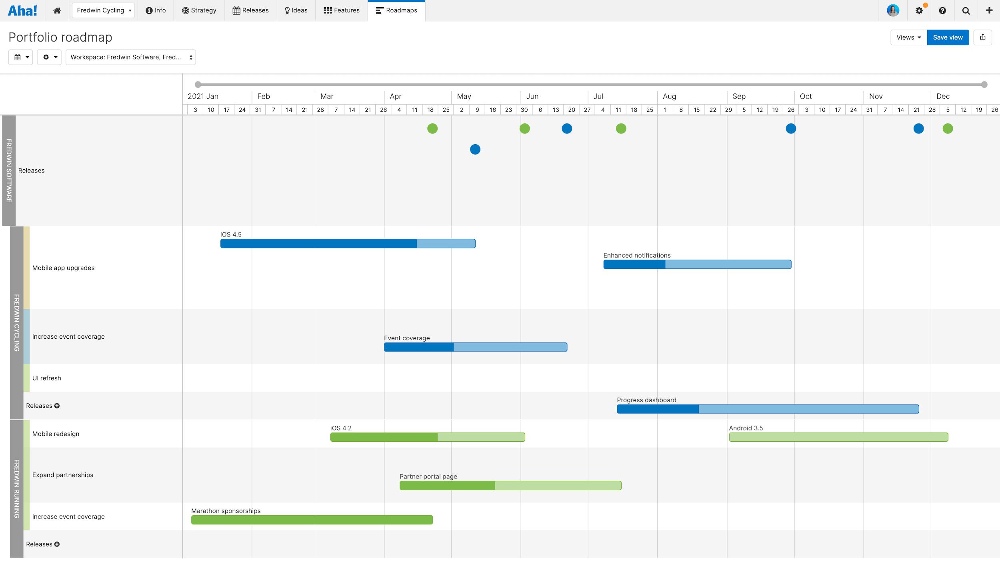 Aha! Fredwin Cycling Info Strategy Releases Ideas Features Roadmaps
Portfolio roadmap
Views Save view
Workspace: Fredwin Software, Fred...
2021 Jan Feb Mar Apr May Jun Jul Aug Sep Oct Nov Dec
3 10 17 24 31 7 14 21 28 7 14 21 28 4 11 18 25 2 9 16 23 30 6 13 20 27 4 11 18 25 1 8 15 22 29 5 12 19 26 3 10 17 24 31 7 14 21 28 5 12 19 26
FREDWIN SOFTWARE
Releases
FREDWIN CYCLING
iOS 4.5
Enhanced notifications
Mobile app upgrades
Increase event coverage
Event coverage
UI refresh
Progress dashboard
Releases
FREDWIN RUNNING
iOS 4.2 Android 3.5
Mobile redesign
Expand partnerships
Partner portal page
Marathon sponsorships
Increase event coverage
Releases